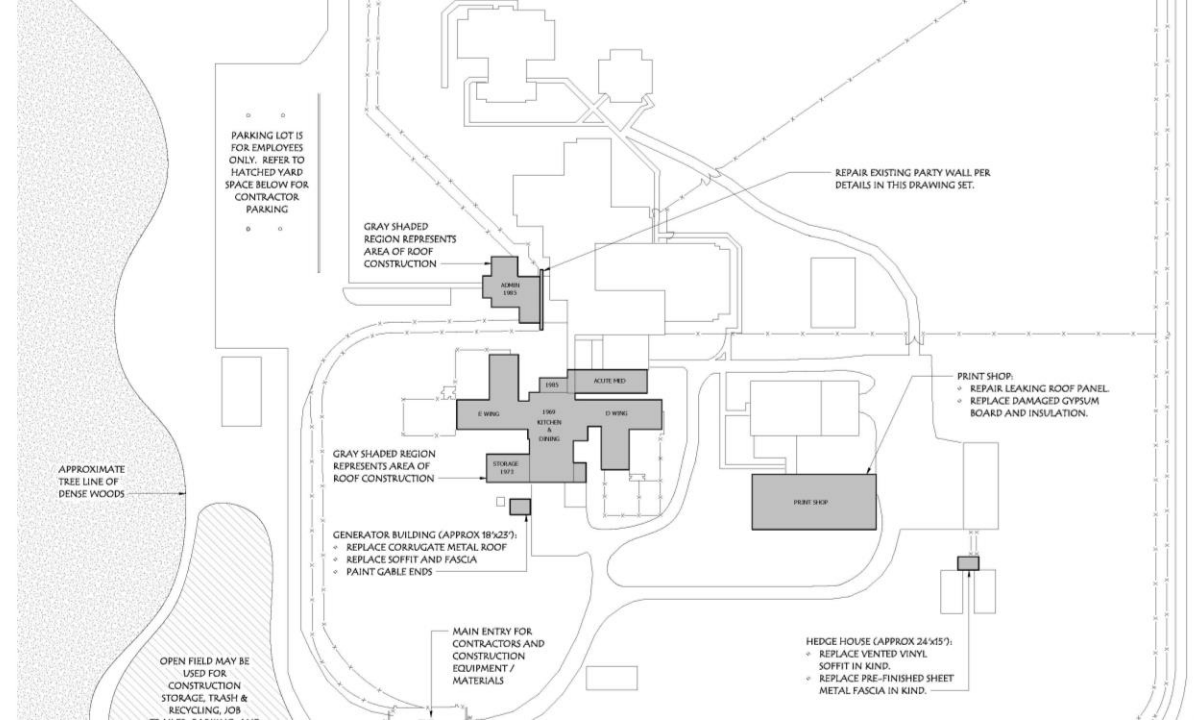 PARKING LOT IS
FOR EMPLOYEES
ONLY. REFER TO
HATCHED YARD
SPACE BELOW FOR
CONTRACTOR
PARKING
REPAIR EXISTING PARTY WALL PER
DETAILS IN THIS DRAWING SET.
GRAY SHADED
REGION REPRESENTS
AREA OF ROOF
CONSTRUCTION
ADMIN
1983
ACUTE MED
1985
E WING
1969
KITCHEN
&
DINING
D WING
STORAGE
1973
PRINT SHOP:
◦ REPAIR LEAKING ROOF PANEL.
◦ REPLACE DAMAGED GYPSUM
BOARD AND INSULATION.
GRAY SHADED REGION
REPRESENTS AREA OF
ROOF CONSTRUCTION
APPROXIMATE
TREE LINE OF
DENSE WOODS
PRINT SHOP
GENERATOR BUILDING (APPROX 18'x23'):
◦ REPLACE CORRUGATE METAL ROOF
◦ REPLACE SOFFIT AND FASCIA
◦ PAINT GABLE ENDS
MAIN ENTRY FOR
CONTRACTORS AND
CONSTRUCTION
EQUIPMENT /
MATERIALS
HEDGE HOUSE (APPROX 24'x15'):
◦ REPLACE VENTED VINYL
SOFFIT IN KIND.
◦ REPLACE PRE-FINISHED SHEET
METAL FASCIA IN KIND.
OPEN FIELD MAY BE
USED FOR
CONSTRUCTION
STORAGE, TRASH &
RECYCLING, JOB